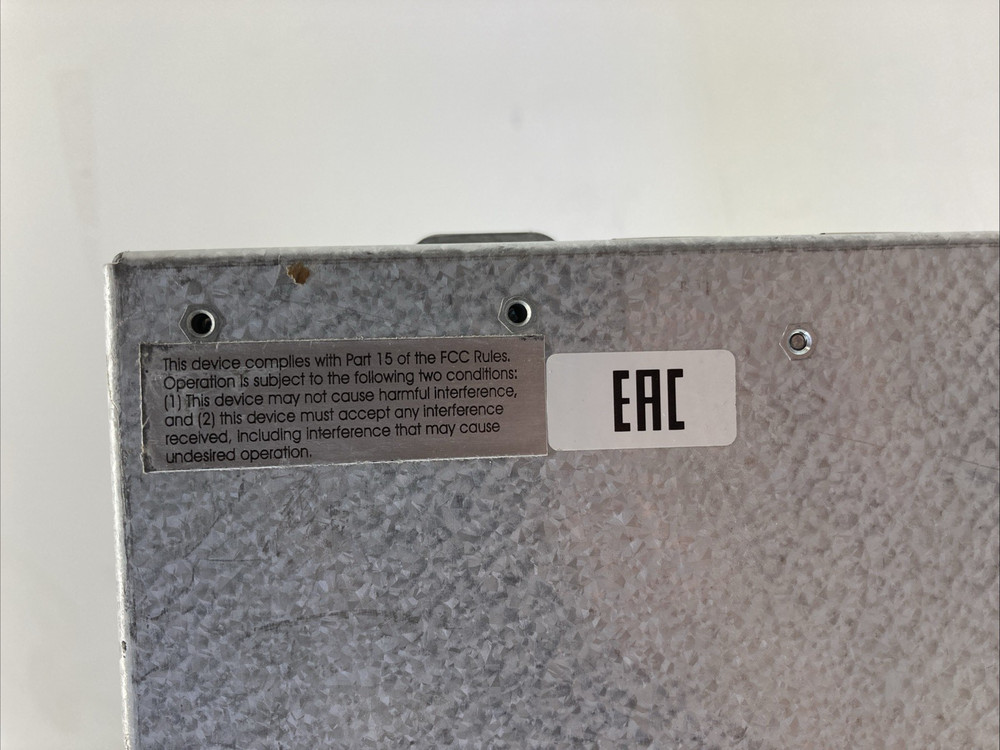 This device complies with Part 15 of the FCC Rules.
Operation is subject to the following two conditions:
(1) This device may not cause harmful interference,
and (2) this device must accept any interference
received, including interference that may cause
undesired operation.
EAC